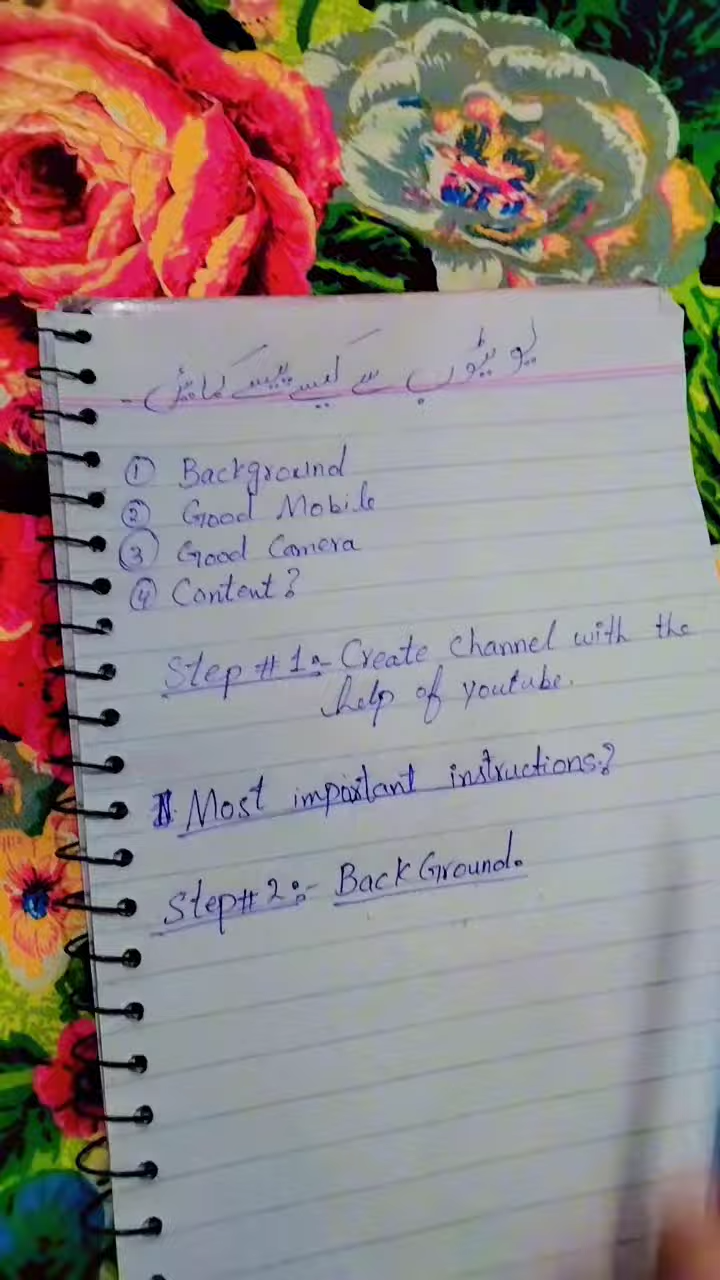 یوٹیوب سے کیسے پیسے کمائیں۔
① Background
② Good Mobile
③ Good Camera
④ Content?
Step # 1:- Create channel with the
help of youtube.
Most important instructions?
Step # 2:- BackGround.